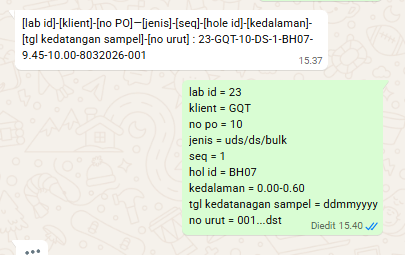 [lab id]-[klient]-[no PO]—[jenis]-[seq]-[hole id]-[kedalaman]-
[tgl kedatangan sampel]-[no urut] : 23-GQT-10-DS-1-BH07-
9.45-10.00-8032026-001
15.37
lab id = 23
klient = GQT
no po = 10
jenis = uds/ds/bulk
seq = 1
hol id = BH07
kedalaman = 0.00-0.60
tgl kedatanagan sampel = ddmmyyyy
no urut = 001...dst
Diedit 15.40